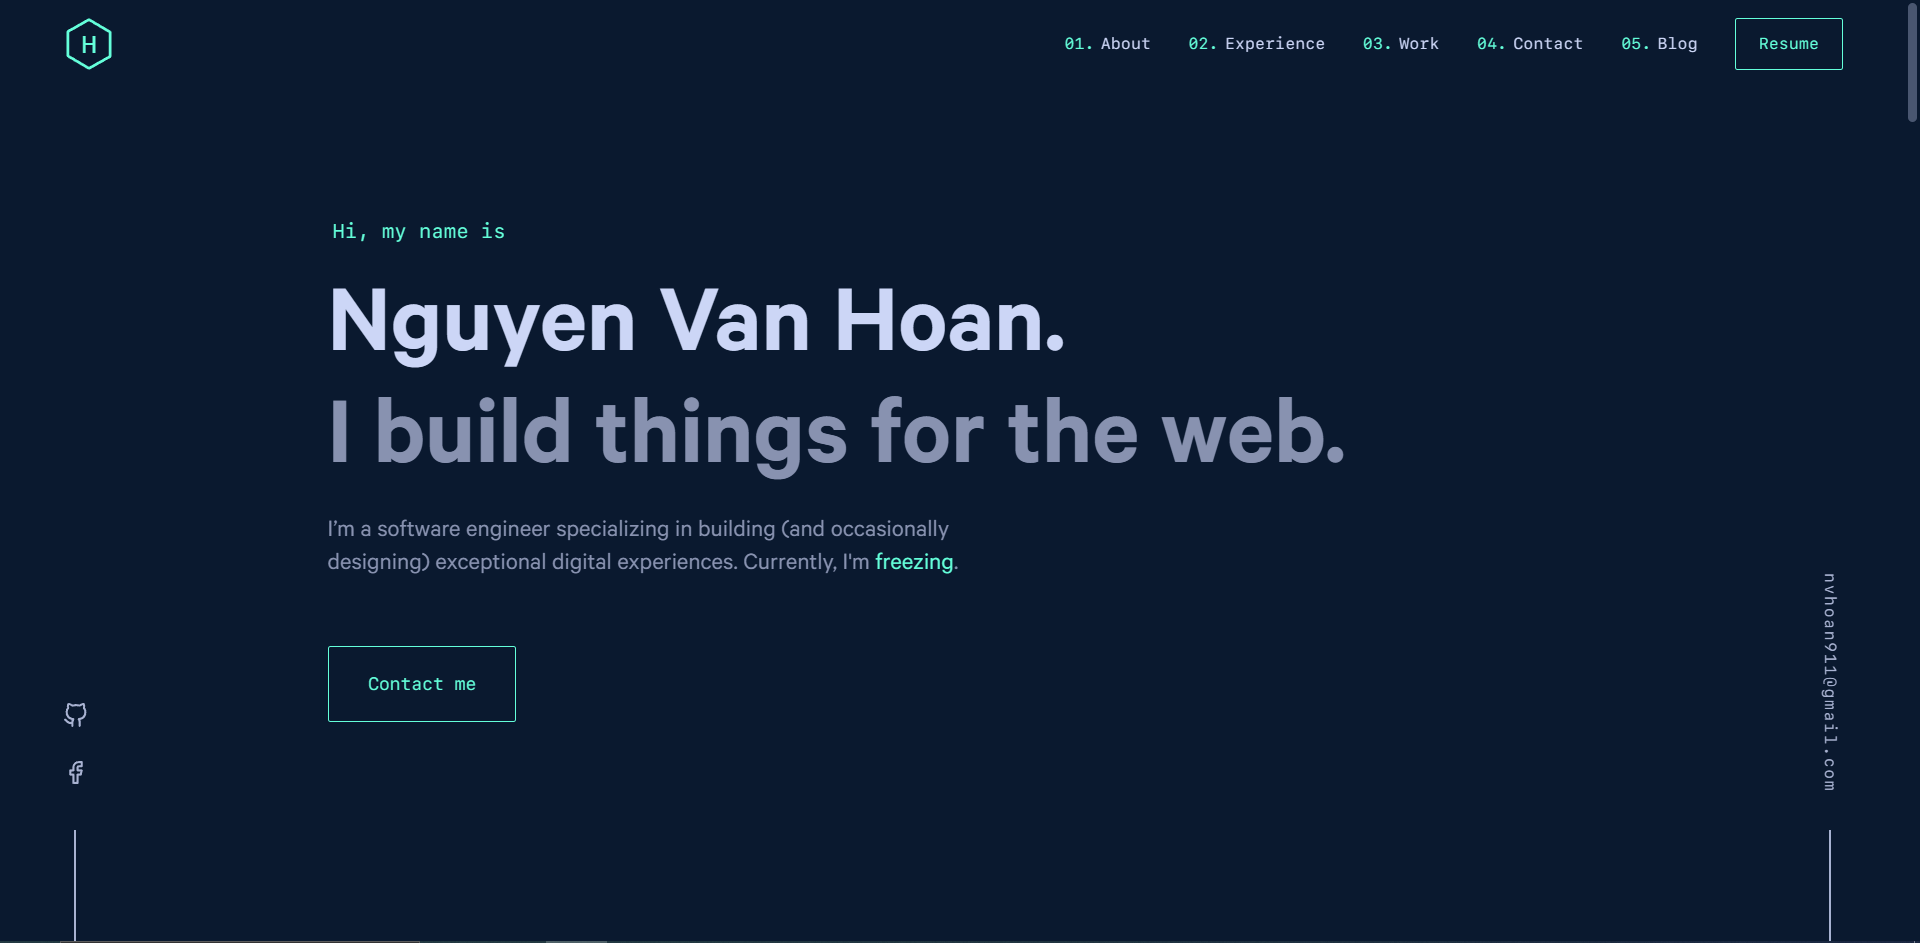 H
01. About 02. Experience 03. Work 04. Contact 05. Blog Resume
Hi, my name is
Nguyen Van Hoan.
I build things for the web.
I’m a software engineer specializing in building (and occasionally
designing) exceptional digital experiences. Currently, I'm freezing.
Contact me
nvhoan911@gmail.com